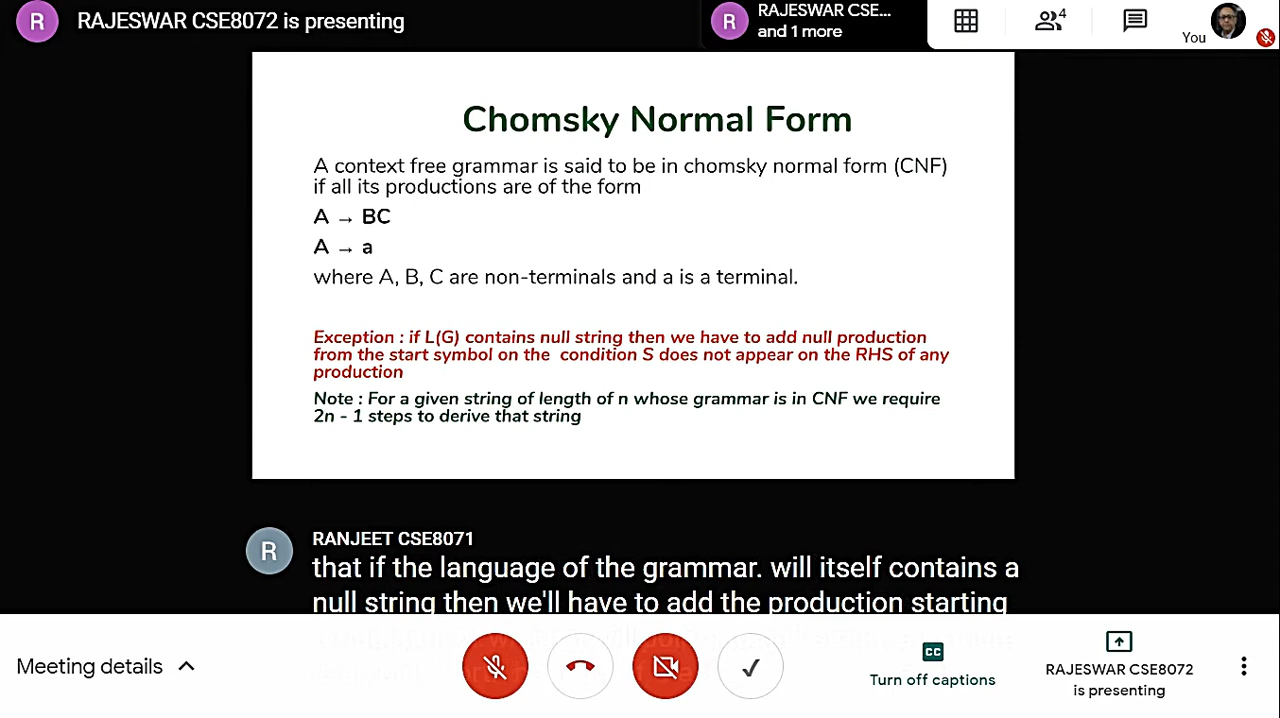 R
RAJESWAR CSE8072 is presenting
R
RAJESWAR CSE...
and 1 more
4
You
Chomsky Normal Form
A context free grammar is said to be in chomsky normal form (CNF)
if all its productions are of the form
A → BC
A → a
where A, B, C are non-terminals and a is a terminal.
Exception : if L(G) contains null string then we have to add null production
from the start symbol on the condition S does not appear on the RHS of any
production
Note : For a given string of length of n whose grammar is in CNF we require
2n - 1 steps to derive that string
R
RANJEET CSE8071
that if the language of the grammar. will itself contains a
null string then we'll have to add the production starting
Meeting details
CC
Turn off captions
RAJESWAR CSE8072
is presenting